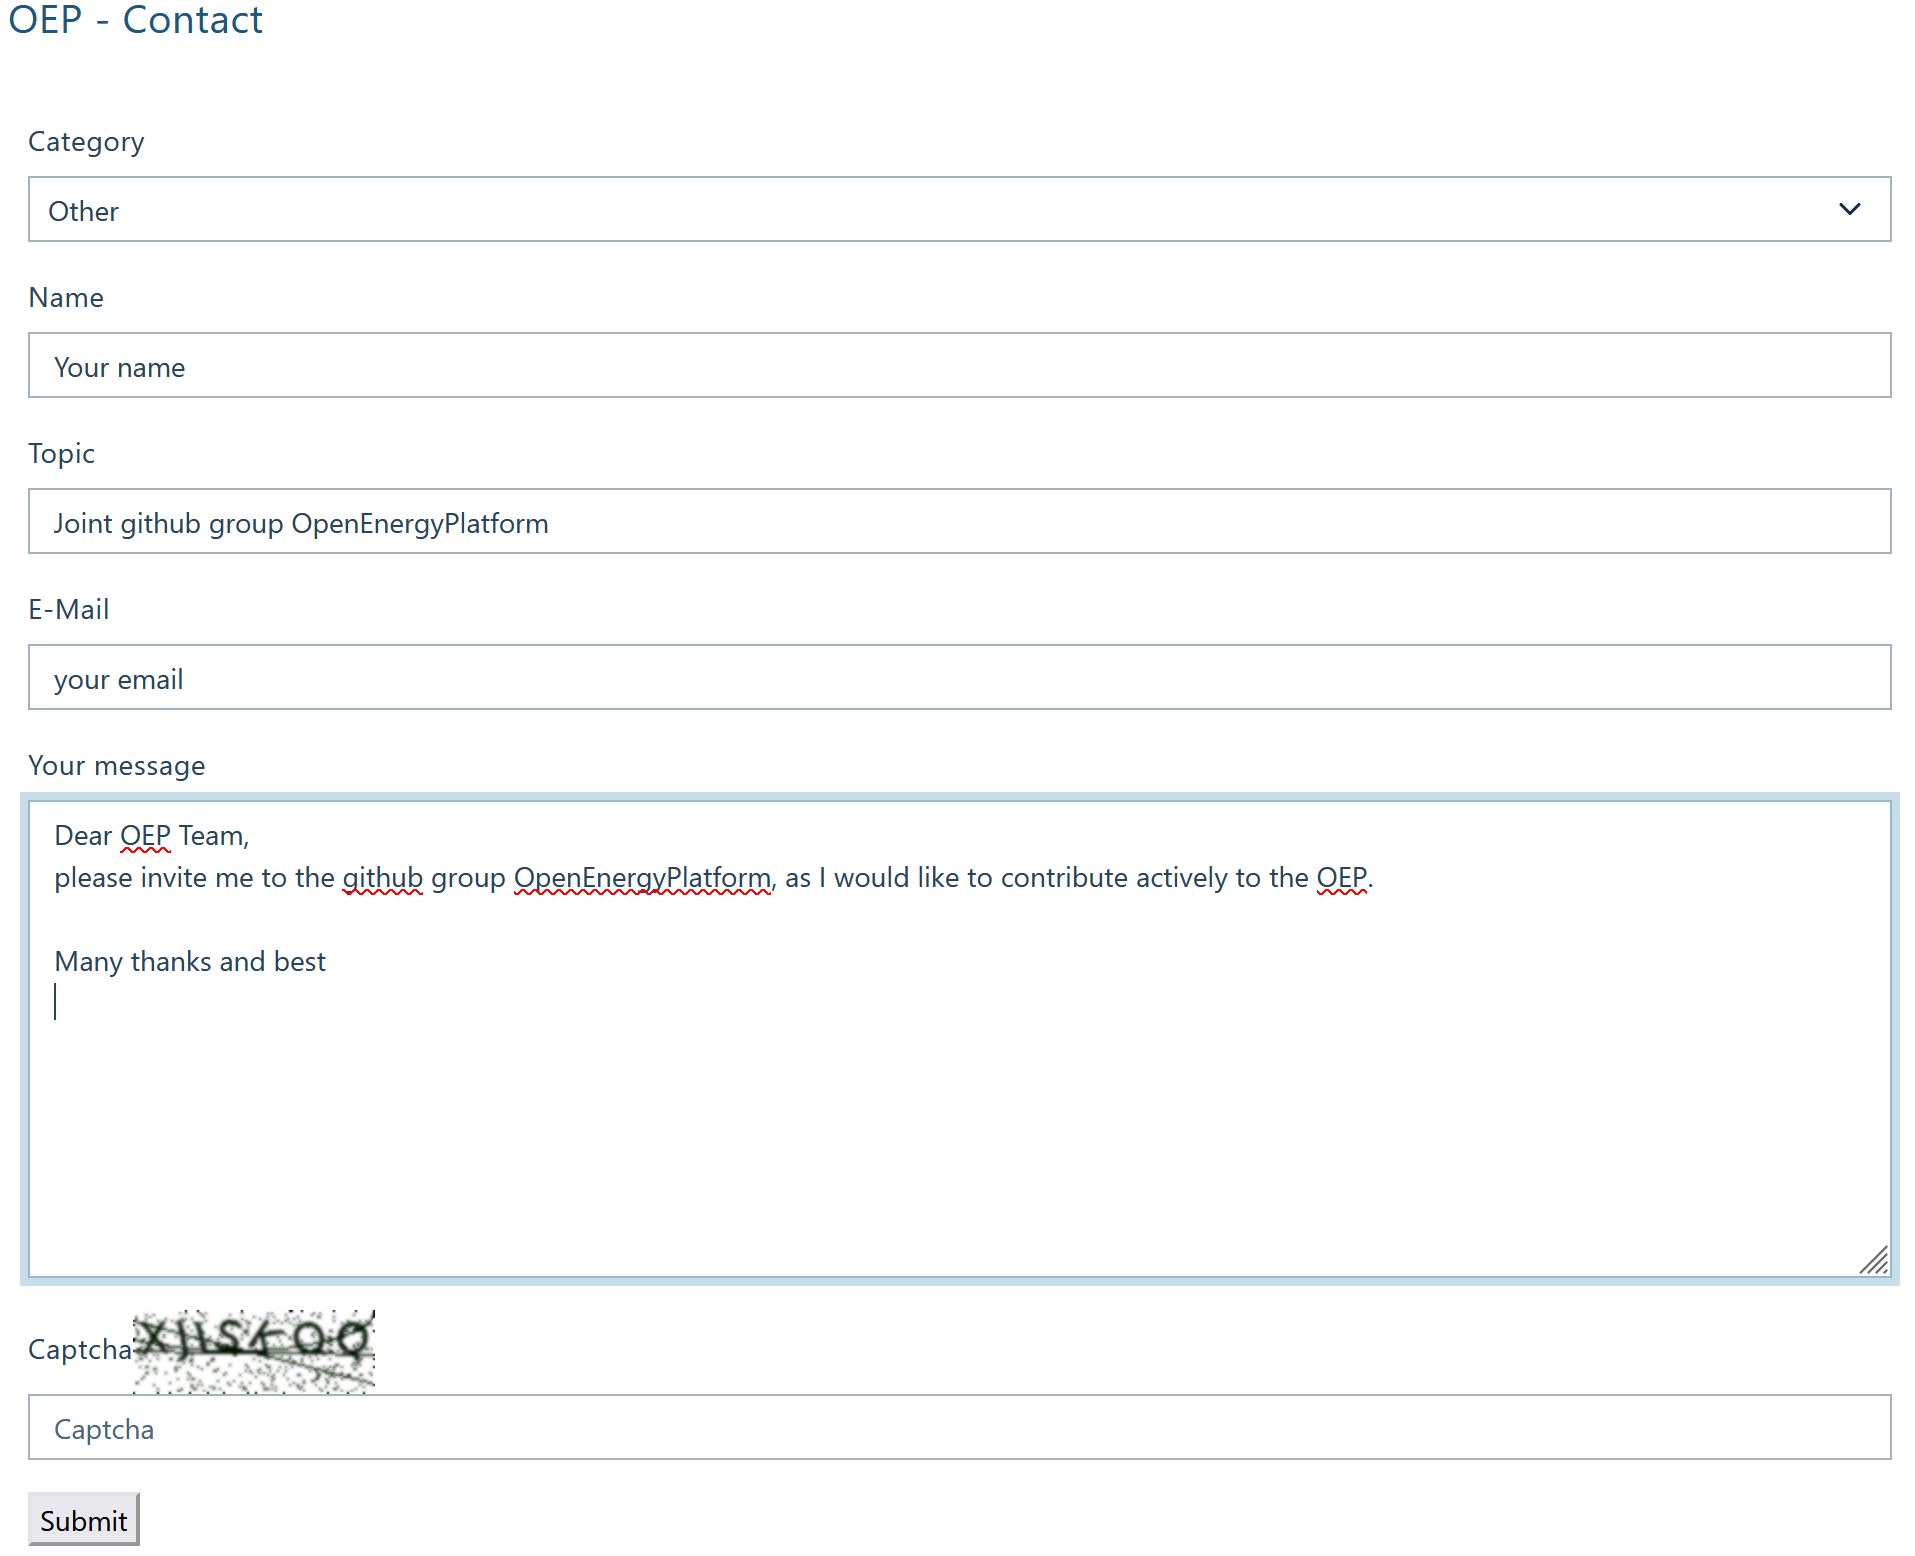 OEP - Contact
Category
Other
Name
Your name
Topic
Joint github group OpenEnergyPlatform
E-Mail
your email
Your message
Dear OEP Team,
please invite me to the github group OpenEnergyPlatform, as I would like to contribute actively to the OEP.
Many thanks and best
Captcha
Captcha
Submit